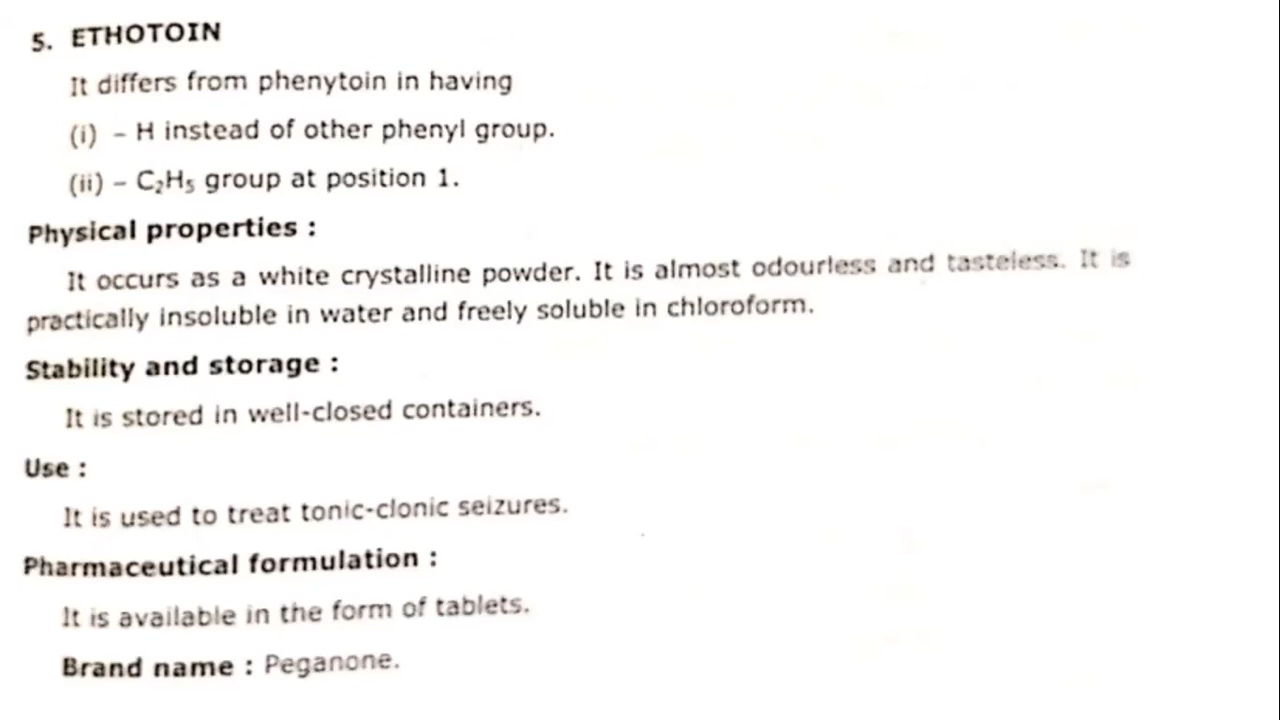 5. ETHOTOIN
It differs from phenytoin in having
(i) – H instead of other phenyl group.
(ii) – C₂H₅ group at position 1.
Physical properties :
It occurs as a white crystalline powder. It is almost odourless and tasteless. It is
practically insoluble in water and freely soluble in chloroform.
Stability and storage :
It is stored in well-closed containers.
Use :
It is used to treat tonic-clonic seizures.
Pharmaceutical formulation :
It is available in the form of tablets.
Brand name : Peganone.